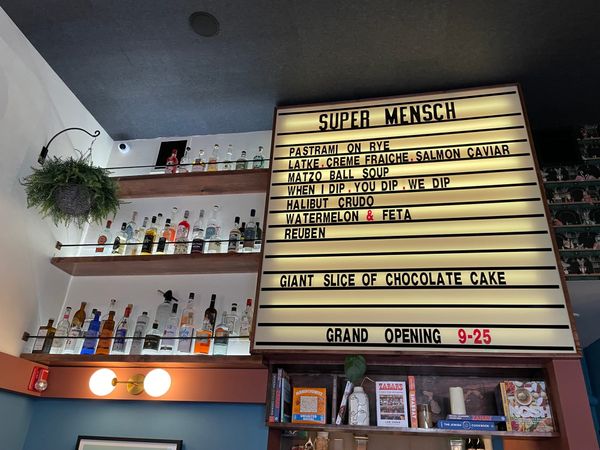 SUPER MENSCH
PASTRAMI ON RYE
LATKE.CREME FRAICHE.SALMON CAVIAR
MATZO BALL SOUP
WHEN I DIP.YOU DIP.WE DIP
HALIBUT CRUDO
WATERMELON & FETA
REUBEN
GIANT SLICE OF CHOCOLATE CAKE
GRAND OPENING 9-25
ZABAR'S